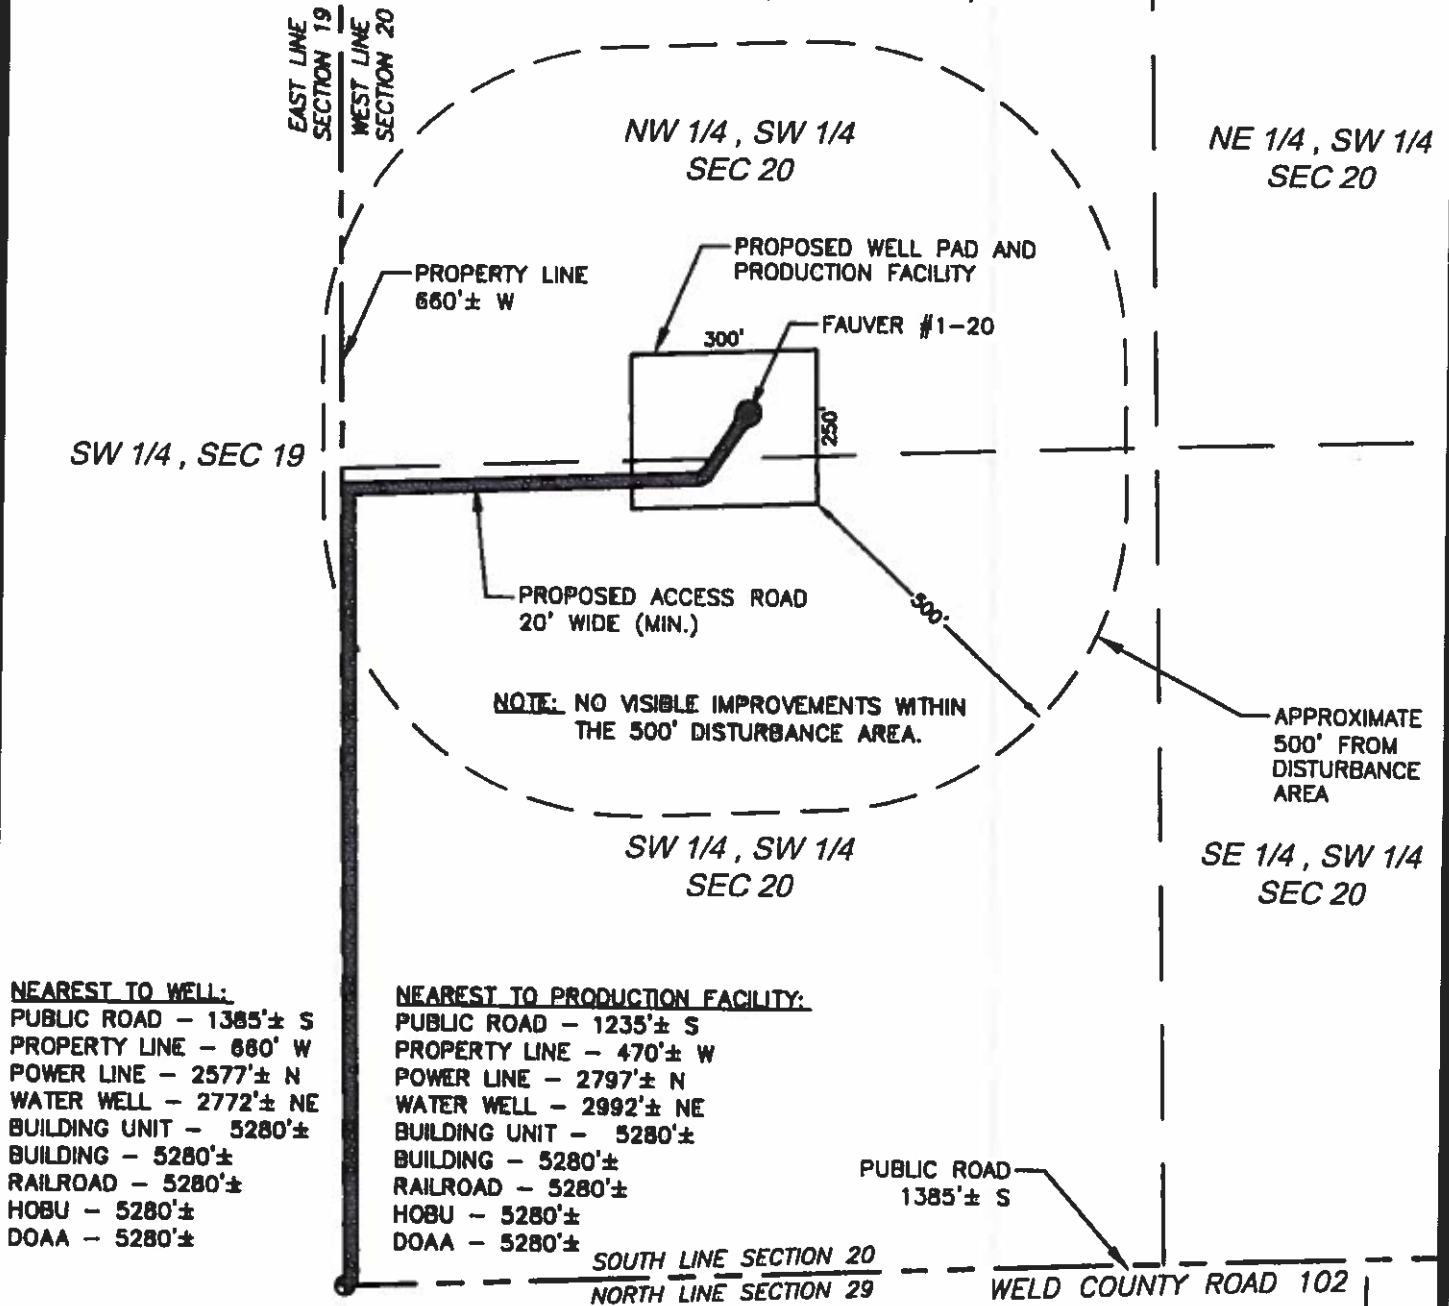 EAST LINE
SECTION 19
WEST LINE
SECTION 20
NW 1/4 , SW 1/4
SEC 20
NE 1/4 , SW 1/4
SEC 20
PROPERTY LINE
660'± W
PROPOSED WELL PAD AND
PRODUCTION FACILITY
FAUVER #1-20
300'
250'
SW 1/4 , SEC 19
PROPOSED ACCESS ROAD
20' WIDE (MIN.)
500'
NOTE: NO VISIBLE IMPROVEMENTS WITHIN
THE 500' DISTURBANCE AREA.
APPROXIMATE
500' FROM
DISTURBANCE
AREA
SW 1/4 , SW 1/4
SEC 20
SE 1/4 , SW 1/4
SEC 20
NEAREST TO WELL:
PUBLIC ROAD - 1385'± S
PROPERTY LINE - 660' W
POWER LINE - 2577'± N
WATER WELL - 2772'± NE
BUILDING UNIT - 5280'±
BUILDING - 5280'±
RAILROAD - 5280'±
HOBU - 5280'±
DOAA - 5280'±
NEAREST TO PRODUCTION FACILITY:
PUBLIC ROAD - 1235'± S
PROPERTY LINE - 470'± W
POWER LINE - 2797'± N
WATER WELL - 2992'± NE
BUILDING UNIT - 5280'±
BUILDING - 5280'±
RAILROAD - 5280'±
HOBU - 5280'±
DOAA - 5280'±
PUBLIC ROAD
1385'± S
SOUTH LINE SECTION 20
NORTH LINE SECTION 29
WELD COUNTY ROAD 102